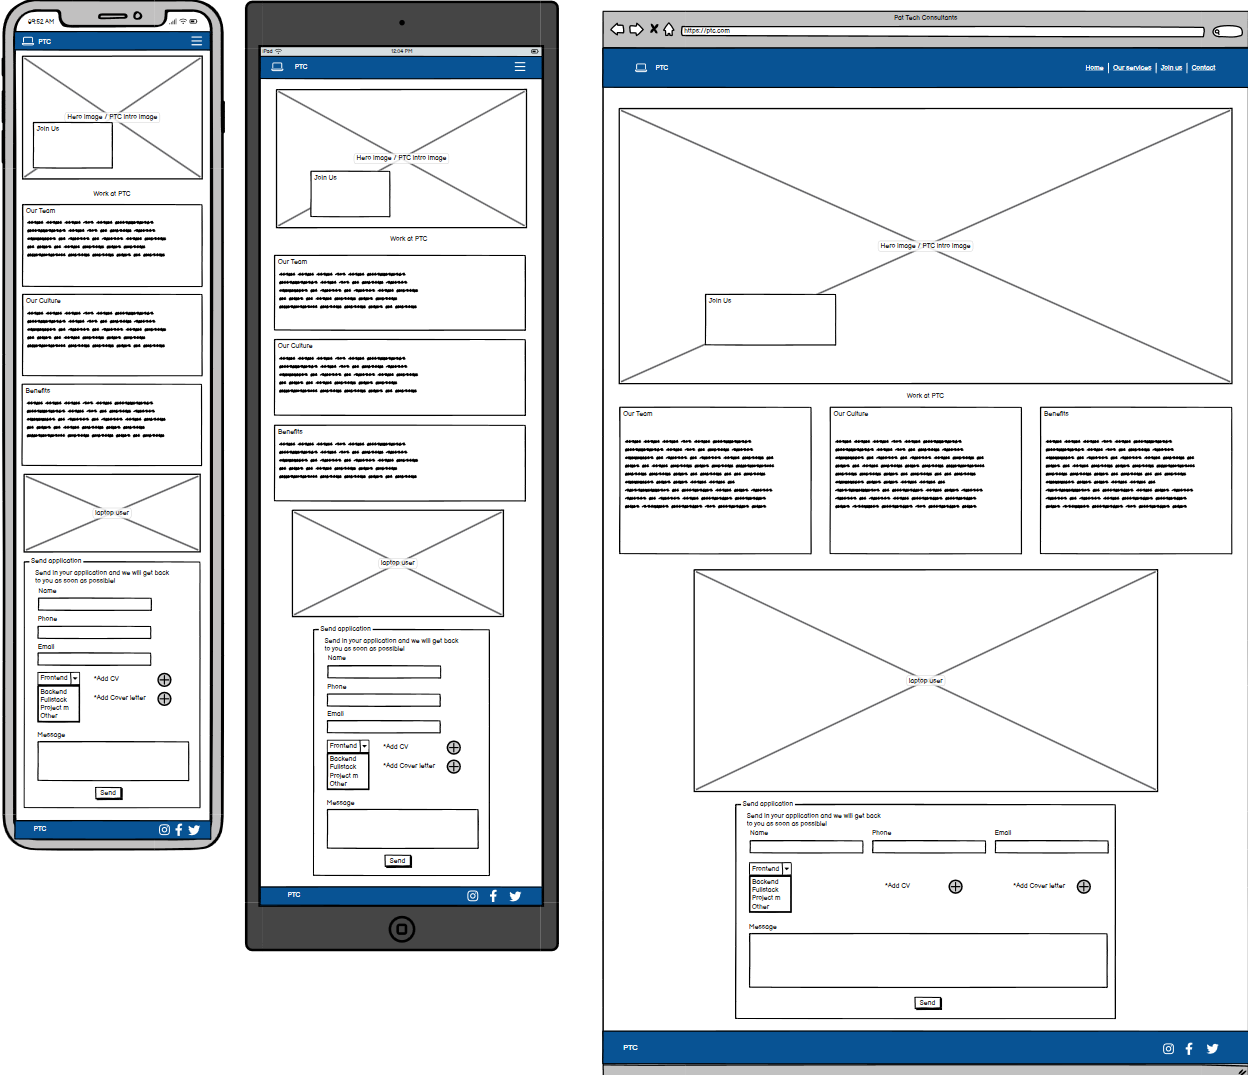 09:52 AM
PTC
Hero image / PTC intro image
Join Us
Work at PTC
Our Team
Our Culture
Benefits
laptop user
Send application
Send in your application and we will get back
to you as soon as possible!
Name
Phone
Email
Frontend
*Add CV
Backend
Fullstack
*Add Cover letter
Project m
Other
Message
Send
PTC
iPad
12:04 PM
PTC
Hero image / PTC intro image
Join Us
Work at PTC
Our Team
Our Culture
Benefits
laptop user
Send application
Send in your application and we will get back
to you as soon as possible!
Name
Phone
Email
Frontend
*Add CV
Backend
Fullstack
*Add Cover letter
Project m
Other
Message
Send
PTC
Pat Tech Consultants
https://ptc.com
PTC
Home | Our services | Join us | Contact
Hero image / PTC intro image
Join Us
Work at PTC
Our Team
Our Culture
Benefits
laptop user
Send application
Send in your application and we will get back
to you as soon as possible!
Name Phone Email
Frontend
Backend
*Add CV
*Add Cover letter
Fullstack
Project m
Other
Message
Send
PTC